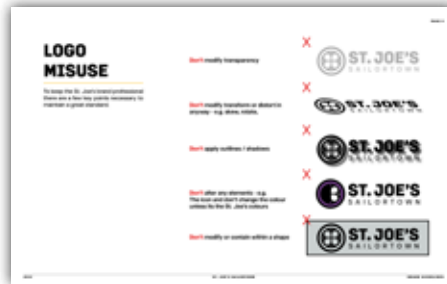 LOGO
MISUSE
To keep the St. Joe's brand professional
there are a few key points necessary to
maintain a great standard.
Don't modify transparency
ST. JOE'S
SAILORTOWN
Don't modify transform or distort in
anyway - e.g. skew, rotate,
ST. JOE'S
SAILORTOWN
Don't apply outlines / shadows
ST. JOE'S
SAILORTOWN
Don't alter any elements - e.g.
The icon and don't change the colour
unless its the St. Joe's colours
ST. JOE'S
SAILORTOWN
Don't modify or contain within a shape
ST. JOE'S
SAILORTOWN